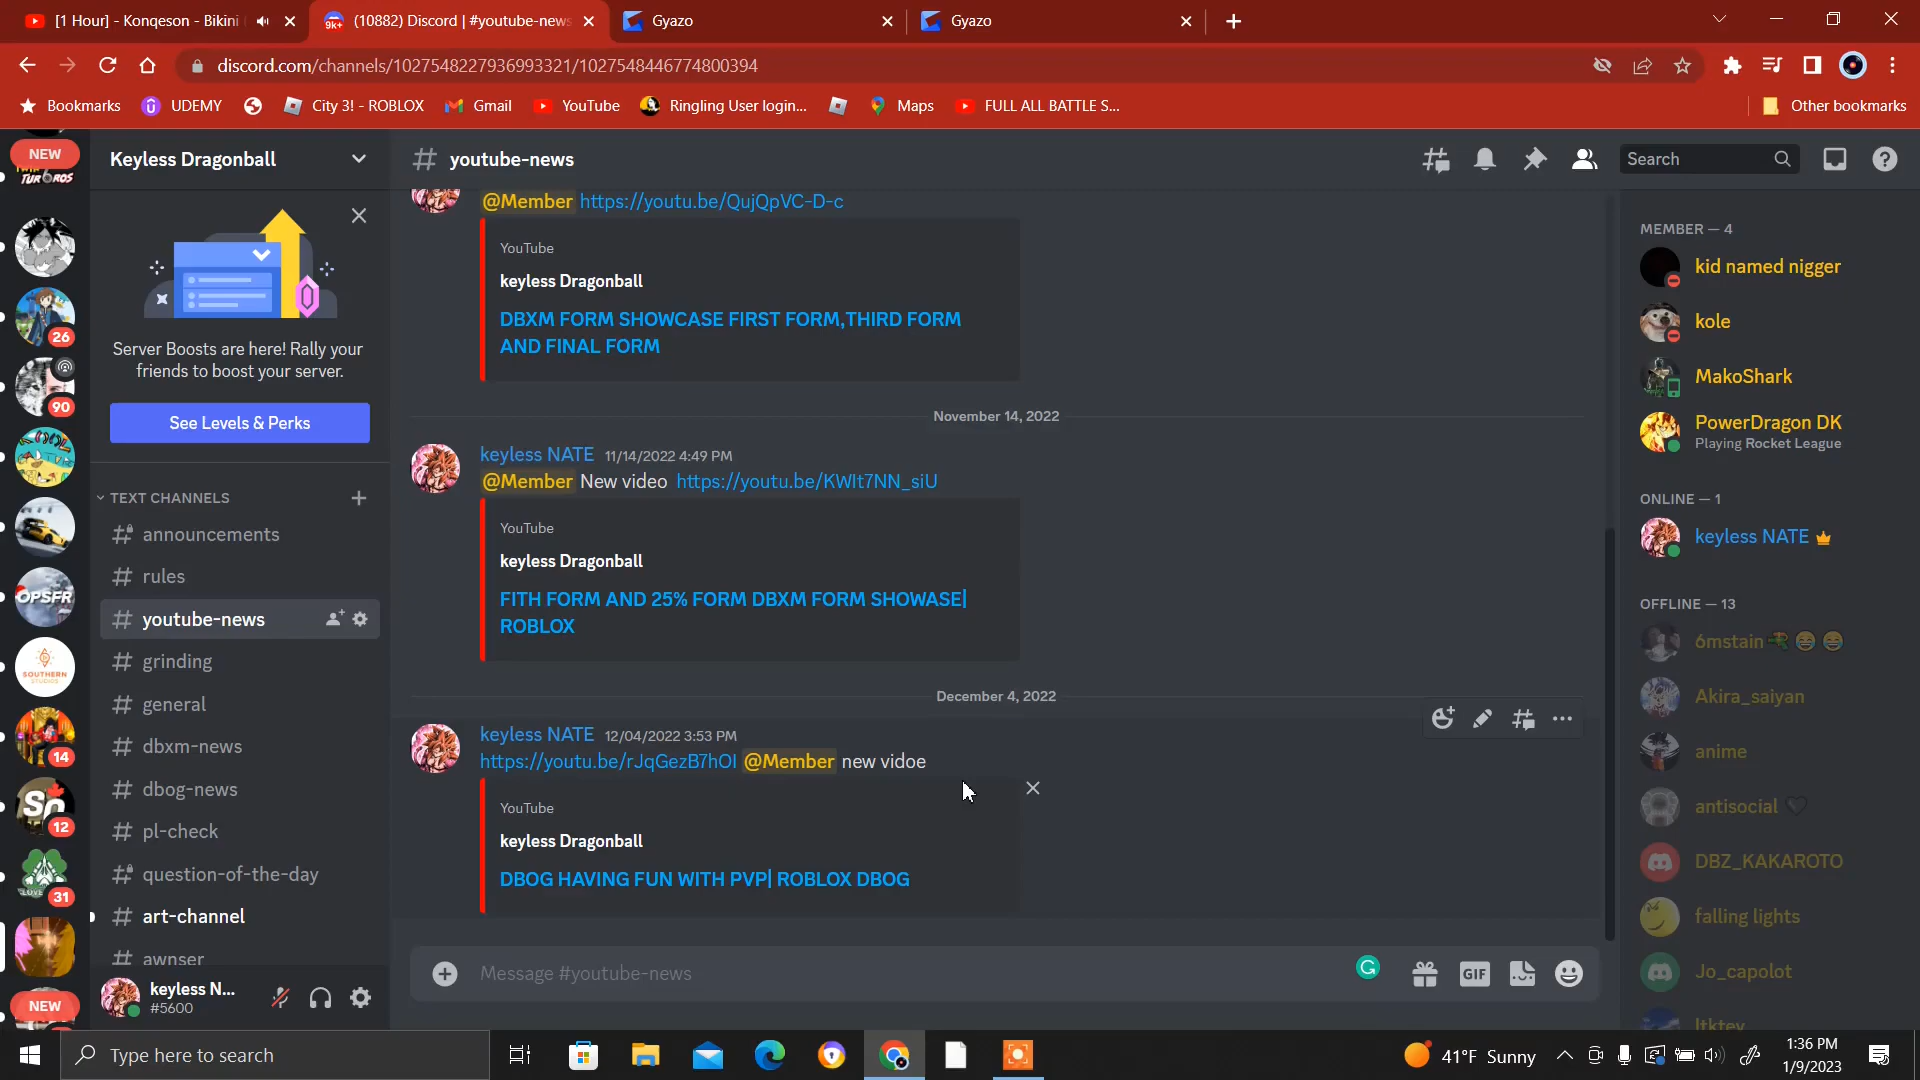 [1 Hour] - Konqeson - Bikini
(10882) Discord | #youtube-news
Gyazo
Gyazo
discord.com/channels/1027548227936993321/1027548446774800394
Bookmarks
UDEMY
City 3! - ROBLOX
Gmail
YouTube
Ringling User login...
Maps
FULL ALL BATTLE S...
Other bookmarks
NEW
26
90
OPSFR
SOUTHERN
STUDIOS
14
12
LOVE
31
NEW
Keyless Dragonball
Server Boosts are here! Rally your
friends to boost your server.
See Levels & Perks
TEXT CHANNELS
announcements
rules
youtube-news
grinding
general
dbxm-news
dbog-news
pl-check
question-of-the-day
art-channel
awnser
keyless N...
#5600
youtube-news
Search
@Member https://youtu.be/QujQpVC-D-c
YouTube
keyless Dragonball
DBXM FORM SHOWCASE FIRST FORM,THIRD FORM
AND FINAL FORM
November 14, 2022
keyless NATE 11/14/2022 4:49 PM
@Member New video https://youtu.be/KWIt7NN_siU
YouTube
keyless Dragonball
FITH FORM AND 25% FORM DBXM FORM SHOWASE|
ROBLOX
December 4, 2022
keyless NATE 12/04/2022 3:53 PM
https://youtu.be/rJqGezB7hOI @Member new vidoe
YouTube
keyless Dragonball
DBOG HAVING FUN WITH PVP| ROBLOX DBOG
Message #youtube-news
GIF
MEMBER — 4
kid named nigger
kole
MakoShark
PowerDragon DK
Playing Rocket League
ONLINE — 1
keyless NATE
OFFLINE — 13
6mstain
Akira_saiyan
anime
antisocial
DBZ_KAKAROTO
falling lights
Jo_capolot
ltktev
Type here to search
41°F Sunny
1:36 PM
1/9/2023